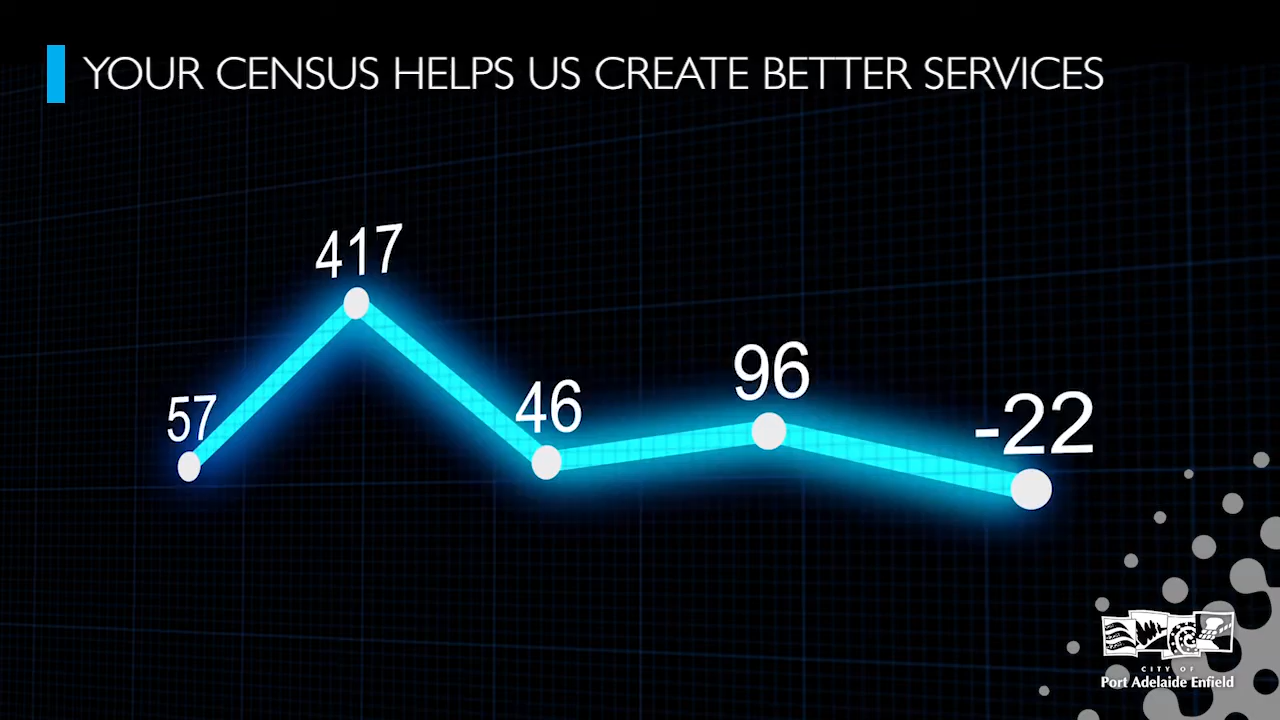 YOUR CENSUS HELPS US CREATE BETTER SERVICES
417
57
46
96
-22
CITY OF
Port Adelaide Enfield